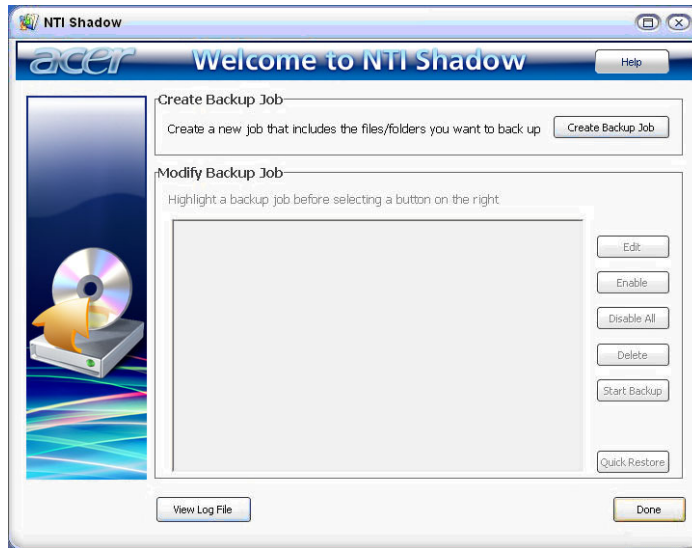 NTI Shadow
acer
Welcome to NTI Shadow
Help
Create Backup Job
Create a new job that includes the files/folders you want to back up
Create Backup Job
Modify Backup Job
Highlight a backup job before selecting a button on the right
Edit
Enable
Disable All
Delete
Start Backup
Quick Restore
View Log File
Done